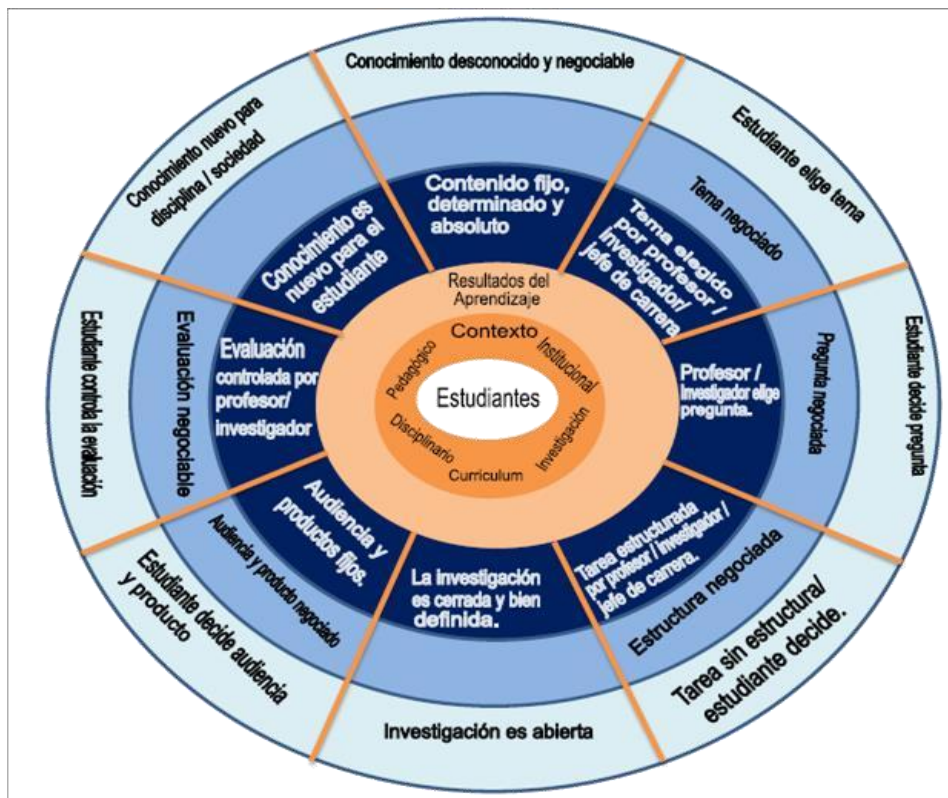 Conocimiento desconocido y negociable
Contenido fijo,
determinado y
absoluto
Estudiante elige tema
Tema negociado
Tema elegido
por profesor /
investigador/
jefe de carrera
Estudiante decide pregunta
Pregunta negociada
Profesor /
investigador elige
pregunta.
Tarea sin estructura/
estudiante decide.
Estructura negociada
Tarea estructurada
por profesor / investigador /
jefe de carrera.
Investigación es abierta
La investigación
es cerrada y bien
definida.
Estudiante decide audiencia
y producto
Audiencia y producto negociado
Audiencia y
productos fijos.
Estudiante controla la evaluación
Evaluación negociable
Evaluación
controlada por
profesor/
investigador
Conocimiento nuevo para
disciplina / sociedad
Conocimiento es
nuevo para el
estudiante
Resultados del
Aprendizaje
Contexto
Pedagógico
Institucional
Estudiantes
Disciplinario
Investigación
Curriculum